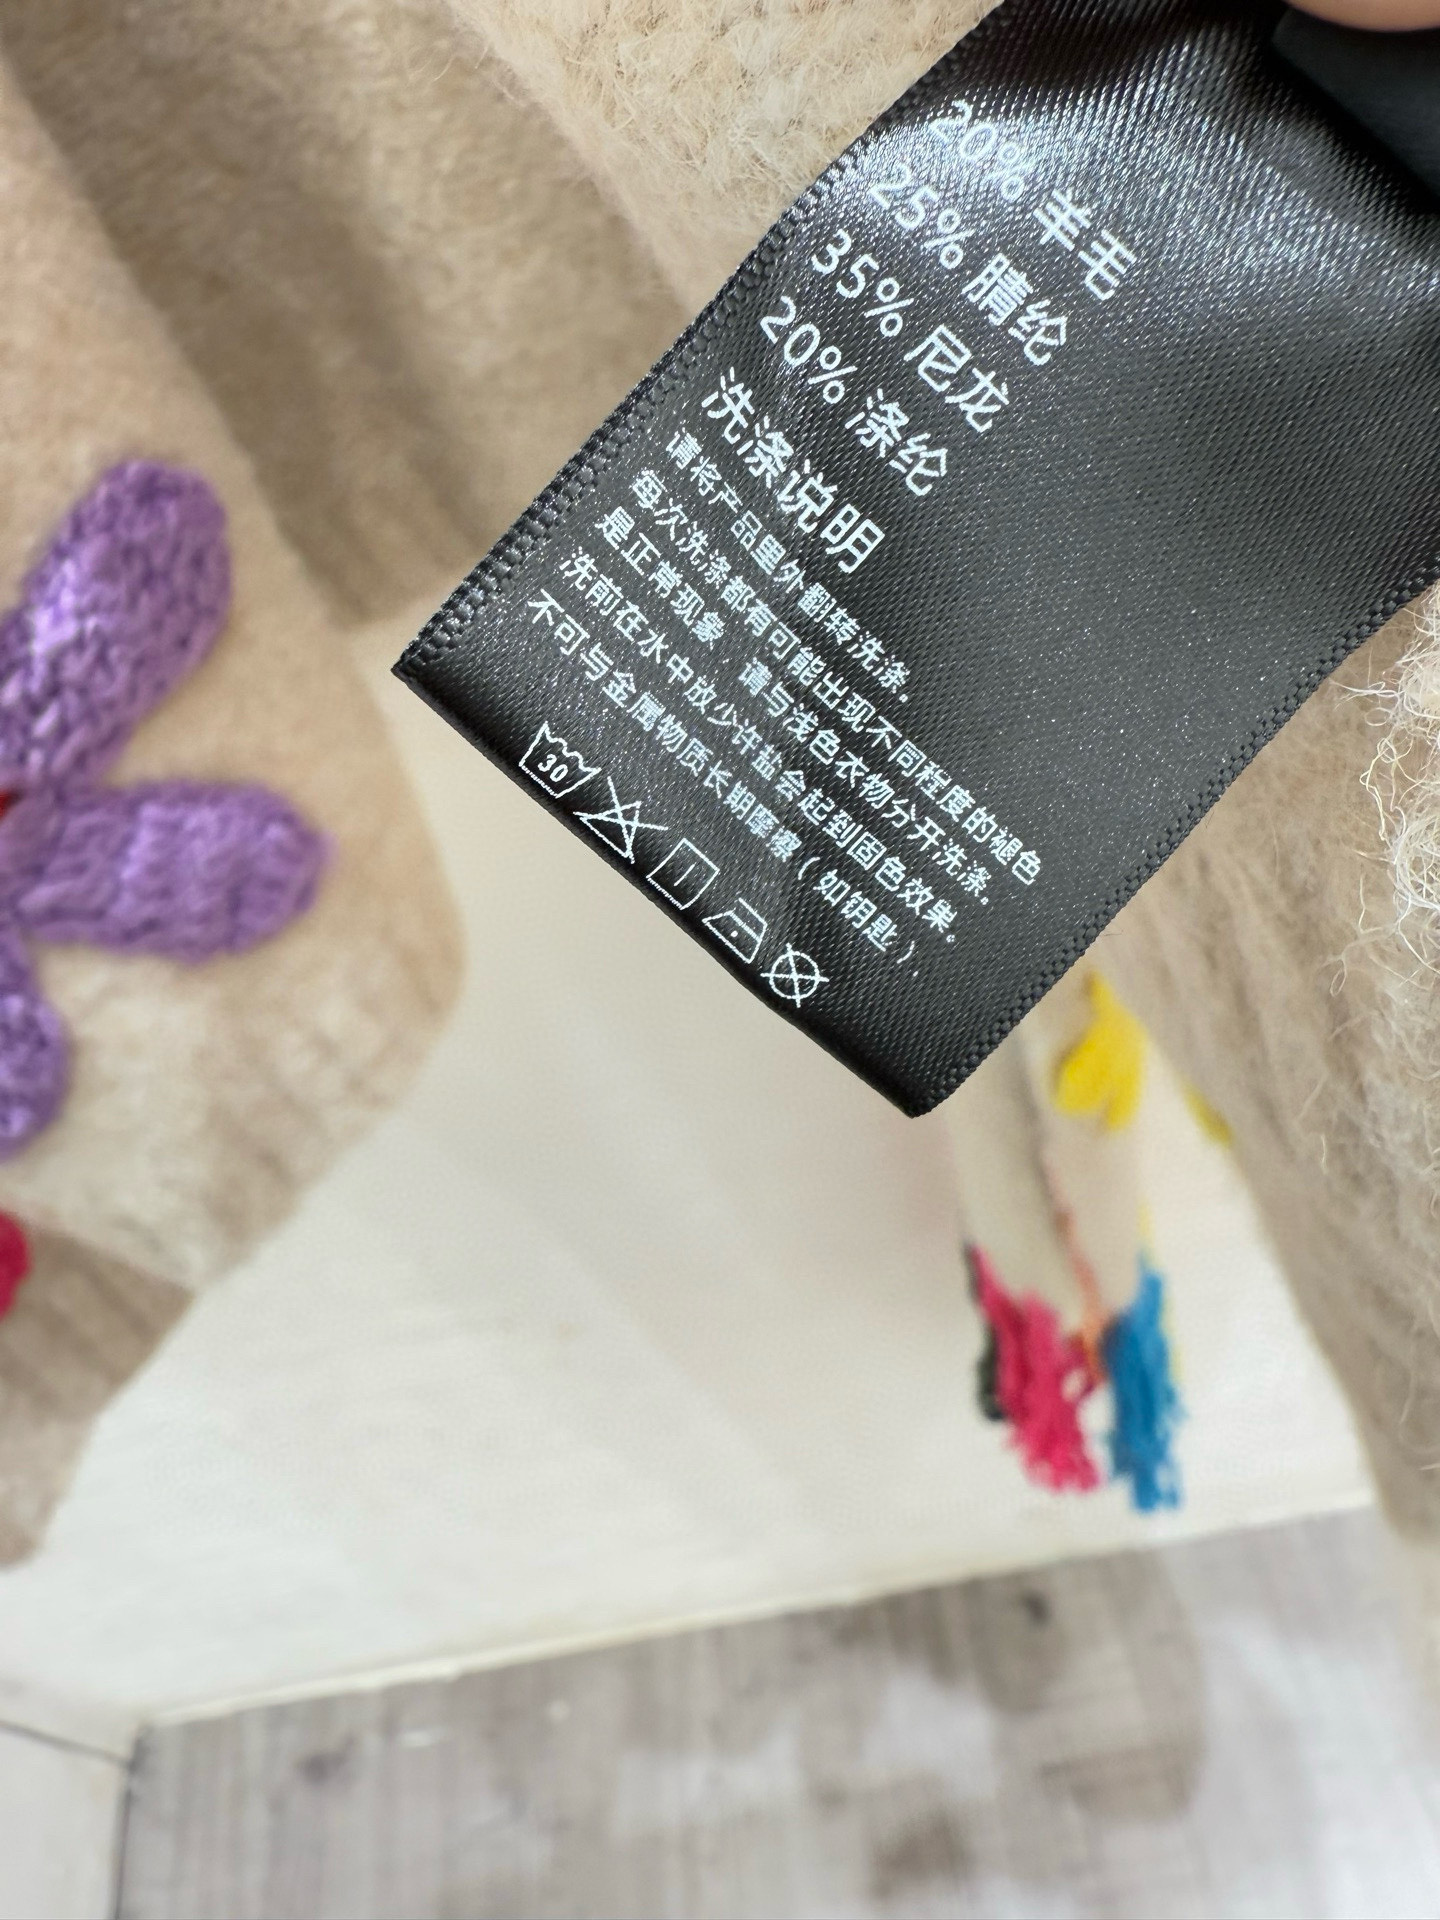 20% 羊毛
25% 腈纶
35% 尼龙
20% 涤纶
洗涤说明
请将产品里外翻转洗涤。
每次洗涤都有可能出现不同程度的褪色
是正常现象，请与浅色衣物分开洗涤。
洗前在水中放少许盐会起到固色效果。
不可与金属物质长期摩擦（如钥匙）
30